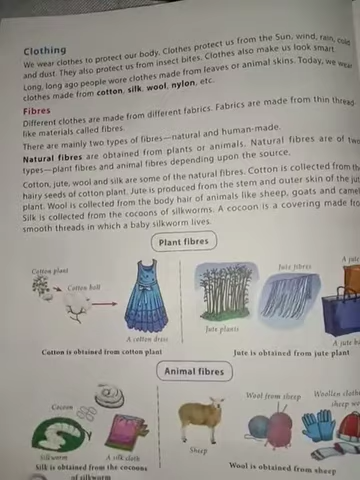 Clothing
We wear clothes to protect our body. Clothes protect us from the Sun, wind, rain, cold
and dust. They also protect us from insect bites. Clothes also make us look smart.
Long, long ago people wore clothes made from leaves or animal skins. Today, we wear
clothes made from cotton, silk, wool, nylon, etc.
Fibres
Different clothes are made from different fabrics. Fabrics are made from thin thread
like materials called fibres.
There are mainly two types of fibres—natural and human-made.
Natural fibres are obtained from plants or animals. Natural fibres are of two
types—plant fibres and animal fibres depending upon the source.
Cotton, jute, wool and silk are some of the natural fibres. Cotton is collected from the
hairy seeds of cotton plant. Jute is produced from the stem and outer skin of the jute
plant. Wool is collected from the body hair of animals like sheep, goats and camel
Silk is collected from the cocoons of silkworms. A cocoon is a covering made from
smooth threads in which a baby silkworm lives.
Plant fibres
Cotton plant
Cotton boll
A cotton dress
Cotton is obtained from cotton plant
Jute plants
Jute fibres
A jute
A jute
Jute is obtained from jute plant
Animal fibres
Cocoon
Silkworm
A silk cloth
Silk is obtained from the cocoons
of silkworm
Sheep
Wool from sheep
Woollen
sheep
Wool is obtained from sheep